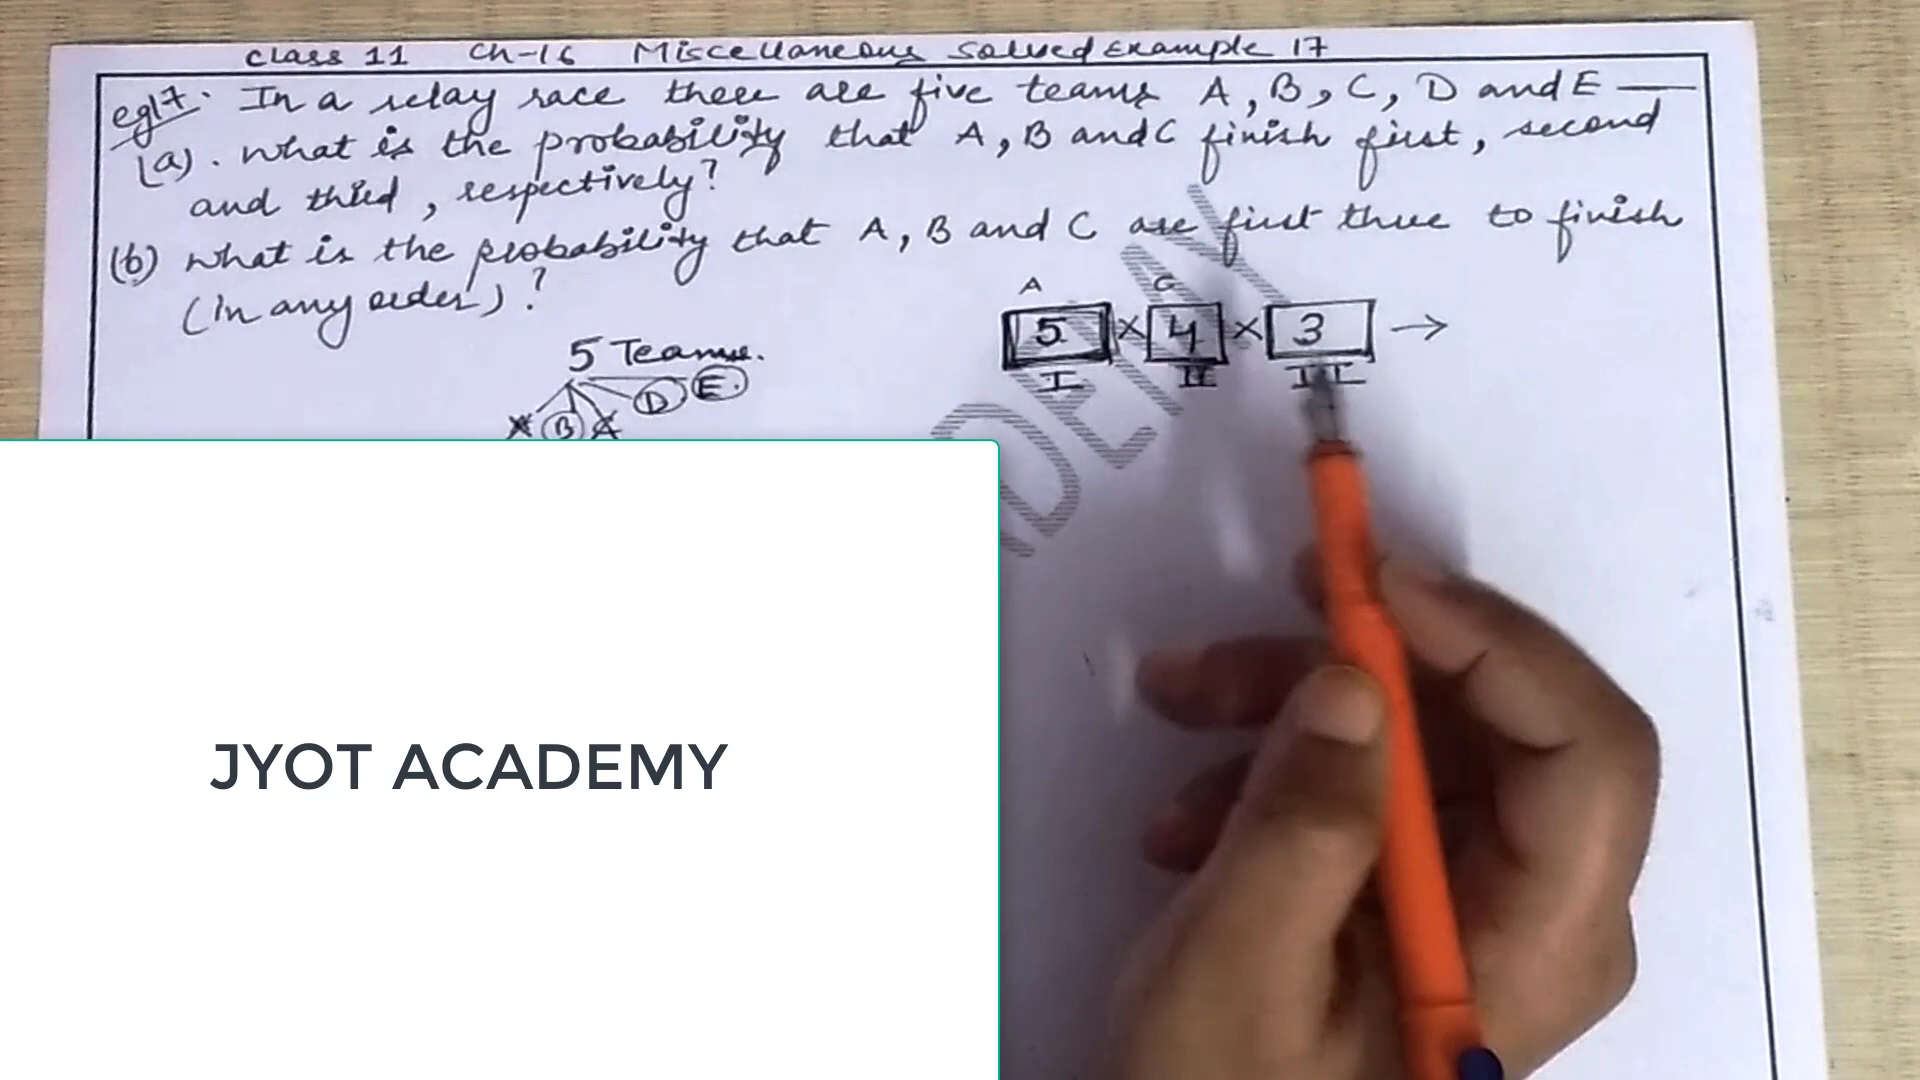 Class 11 Ch-16 Miscellaneous Solved Example 17
eg17. In a relay race there are five teams A, B, C, D and E —
(a). What is the probability that A, B and C finish first, second
and third, respectively?
(b) What is the probability that A, B and C are first three to finish
(in any order)?
A C
5 × 4 × 3 →
I II III
5 Teams.
A B C D E.
DEMY
JYOT ACADEMY